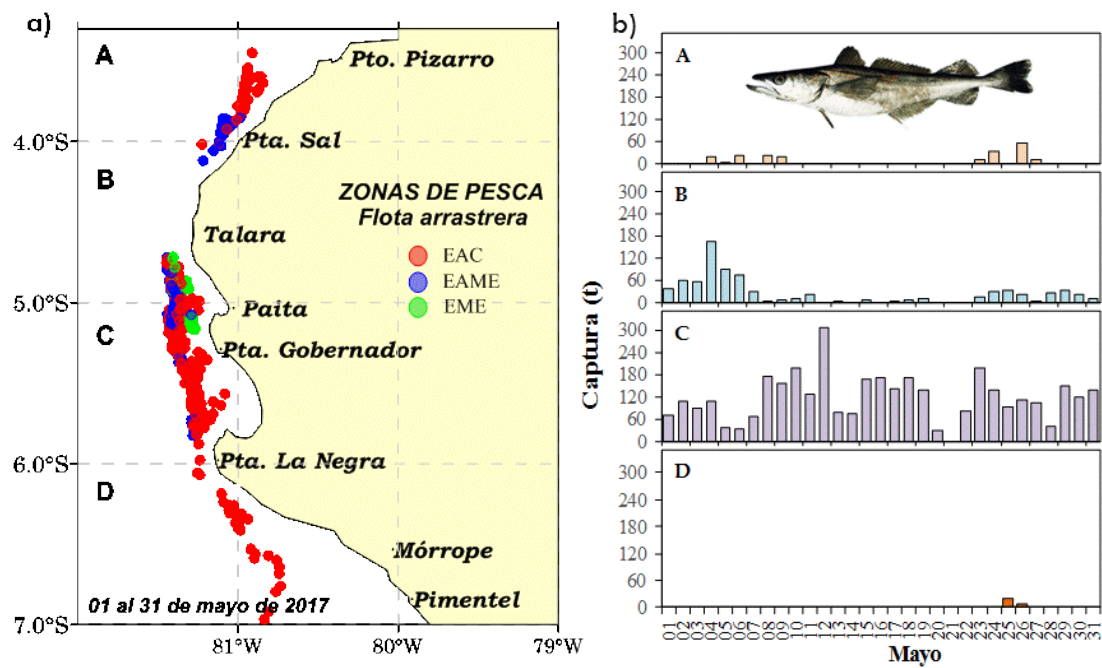 a)
A
Pto. Pizarro
4.0°S
Pta. Sal
B
ZONAS DE PESCA
Flota arrastrera
Talara
EAC
EAME
EME
5.0°S
Paita
C
Pta. Gobernador
6.0°S
Pta. La Negra
D
Mórrope
01 al 31 de mayo de 2017
Pimentel
7.0°S
81°W
80°W
79°W
b)
Captura (t)
A
300
240
180
120
60
0
B
300
240
180
120
60
0
C
300
240
180
120
60
0
D
300
240
180
120
60
0
01 02 03 04 05 06 07 08 09 10 11 12 13 14 15 16 17 18 19 20 21 22 23 24 25 26 27 28 29 30 31
Mayo